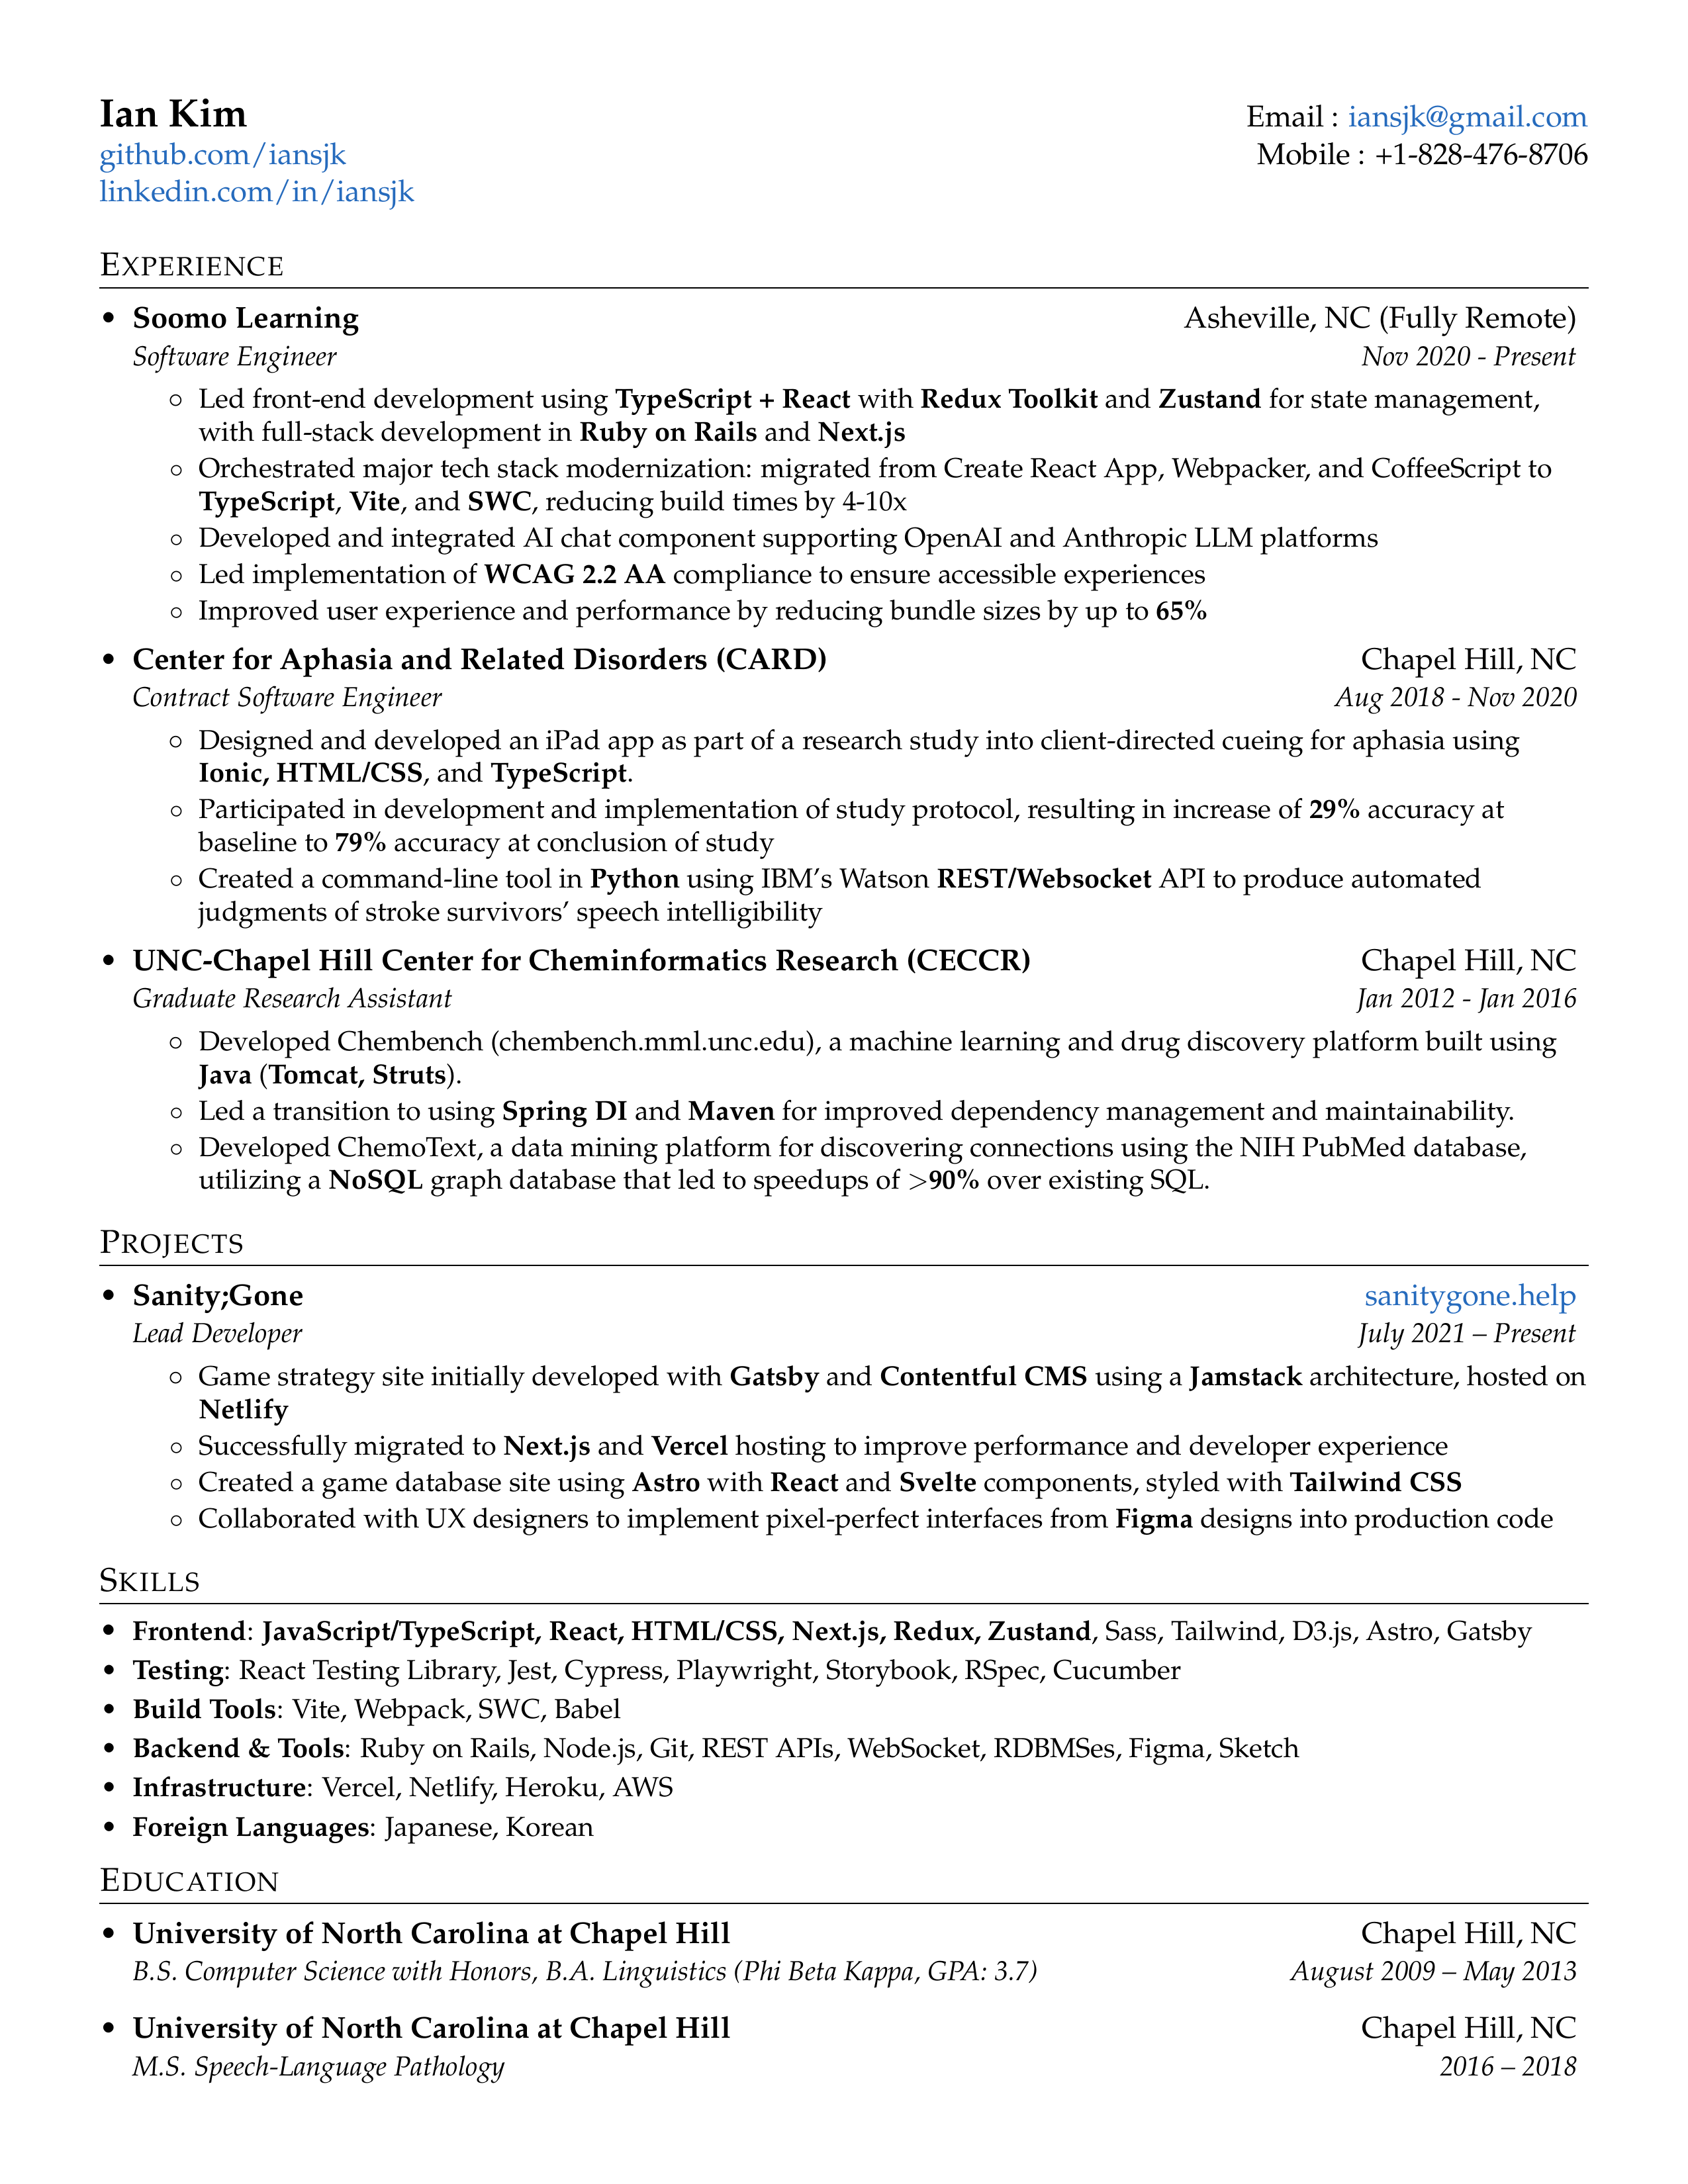 Ian Kim
Email : iansjk@gmail.com
github.com/iansjk
Mobile : +1-828-476-8706
linkedin.com/in/iansjk
EXPERIENCE
• Soomo Learning Asheville, NC (Fully Remote)
Software Engineer Nov 2020 - Present
◦ Led front-end development using TypeScript + React with Redux Toolkit and Zustand for state management,
with full-stack development in Ruby on Rails and Next.js
◦ Orchestrated major tech stack modernization: migrated from Create React App, Webpacker, and CoffeeScript to
TypeScript, Vite, and SWC, reducing build times by 4-10x
◦ Developed and integrated AI chat component supporting OpenAI and Anthropic LLM platforms
◦ Led implementation of WCAG 2.2 AA compliance to ensure accessible experiences
◦ Improved user experience and performance by reducing bundle sizes by up to 65%
• Center for Aphasia and Related Disorders (CARD) Chapel Hill, NC
Contract Software Engineer Aug 2018 - Nov 2020
◦ Designed and developed an iPad app as part of a research study into client-directed cueing for aphasia using
Ionic, HTML/CSS, and TypeScript.
◦ Participated in development and implementation of study protocol, resulting in increase of 29% accuracy at
baseline to 79% accuracy at conclusion of study
◦ Created a command-line tool in Python using IBM's Watson REST/Websocket API to produce automated
judgments of stroke survivors' speech intelligibility
• UNC-Chapel Hill Center for Cheminformatics Research (CECCR) Chapel Hill, NC
Graduate Research Assistant Jan 2012 - Jan 2016
◦ Developed Chembench (chembench.mml.unc.edu), a machine learning and drug discovery platform built using
Java (Tomcat, Struts).
◦ Led a transition to using Spring DI and Maven for improved dependency management and maintainability.
◦ Developed ChemoText, a data mining platform for discovering connections using the NIH PubMed database,
utilizing a NoSQL graph database that led to speedups of >90% over existing SQL.
PROJECTS
• Sanity;Gone sanitygone.help
Lead Developer July 2021 – Present
◦ Game strategy site initially developed with Gatsby and Contentful CMS using a Jamstack architecture, hosted on
Netlify
◦ Successfully migrated to Next.js and Vercel hosting to improve performance and developer experience
◦ Created a game database site using Astro with React and Svelte components, styled with Tailwind CSS
◦ Collaborated with UX designers to implement pixel-perfect interfaces from Figma designs into production code
SKILLS
• Frontend: JavaScript/TypeScript, React, HTML/CSS, Next.js, Redux, Zustand, Sass, Tailwind, D3.js, Astro, Gatsby
• Testing: React Testing Library, Jest, Cypress, Playwright, Storybook, RSpec, Cucumber
• Build Tools: Vite, Webpack, SWC, Babel
• Backend & Tools: Ruby on Rails, Node.js, Git, REST APIs, WebSocket, RDBMSes, Figma, Sketch
• Infrastructure: Vercel, Netlify, Heroku, AWS
• Foreign Languages: Japanese, Korean
EDUCATION
• University of North Carolina at Chapel Hill Chapel Hill, NC
B.S. Computer Science with Honors, B.A. Linguistics (Phi Beta Kappa, GPA: 3.7) August 2009 – May 2013
• University of North Carolina at Chapel Hill Chapel Hill, NC
M.S. Speech-Language Pathology 2016 – 2018